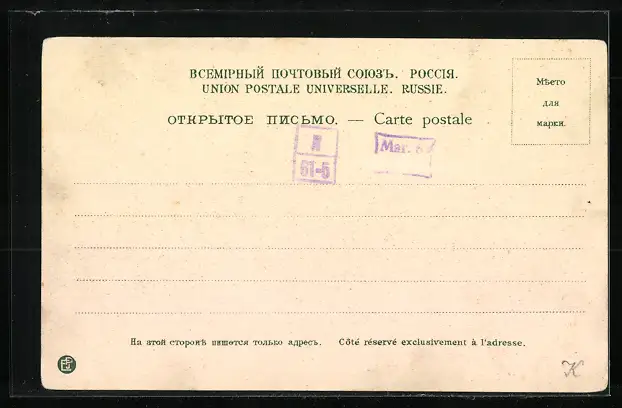 ВСЕМІРНЫЙ ПОЧТОВЫЙ СОЮЗЪ. РОССІЯ.
UNION POSTALE UNIVERSELLE. RUSSIE.
ОТКРЫТОЕ ПИСЬМО. — Carte postale
Мѣсто
для
марки.
Я
61-5
Маг.
На этой сторонѣ пишется только адресъ. Côté réservé exclusivement à l'adresse.